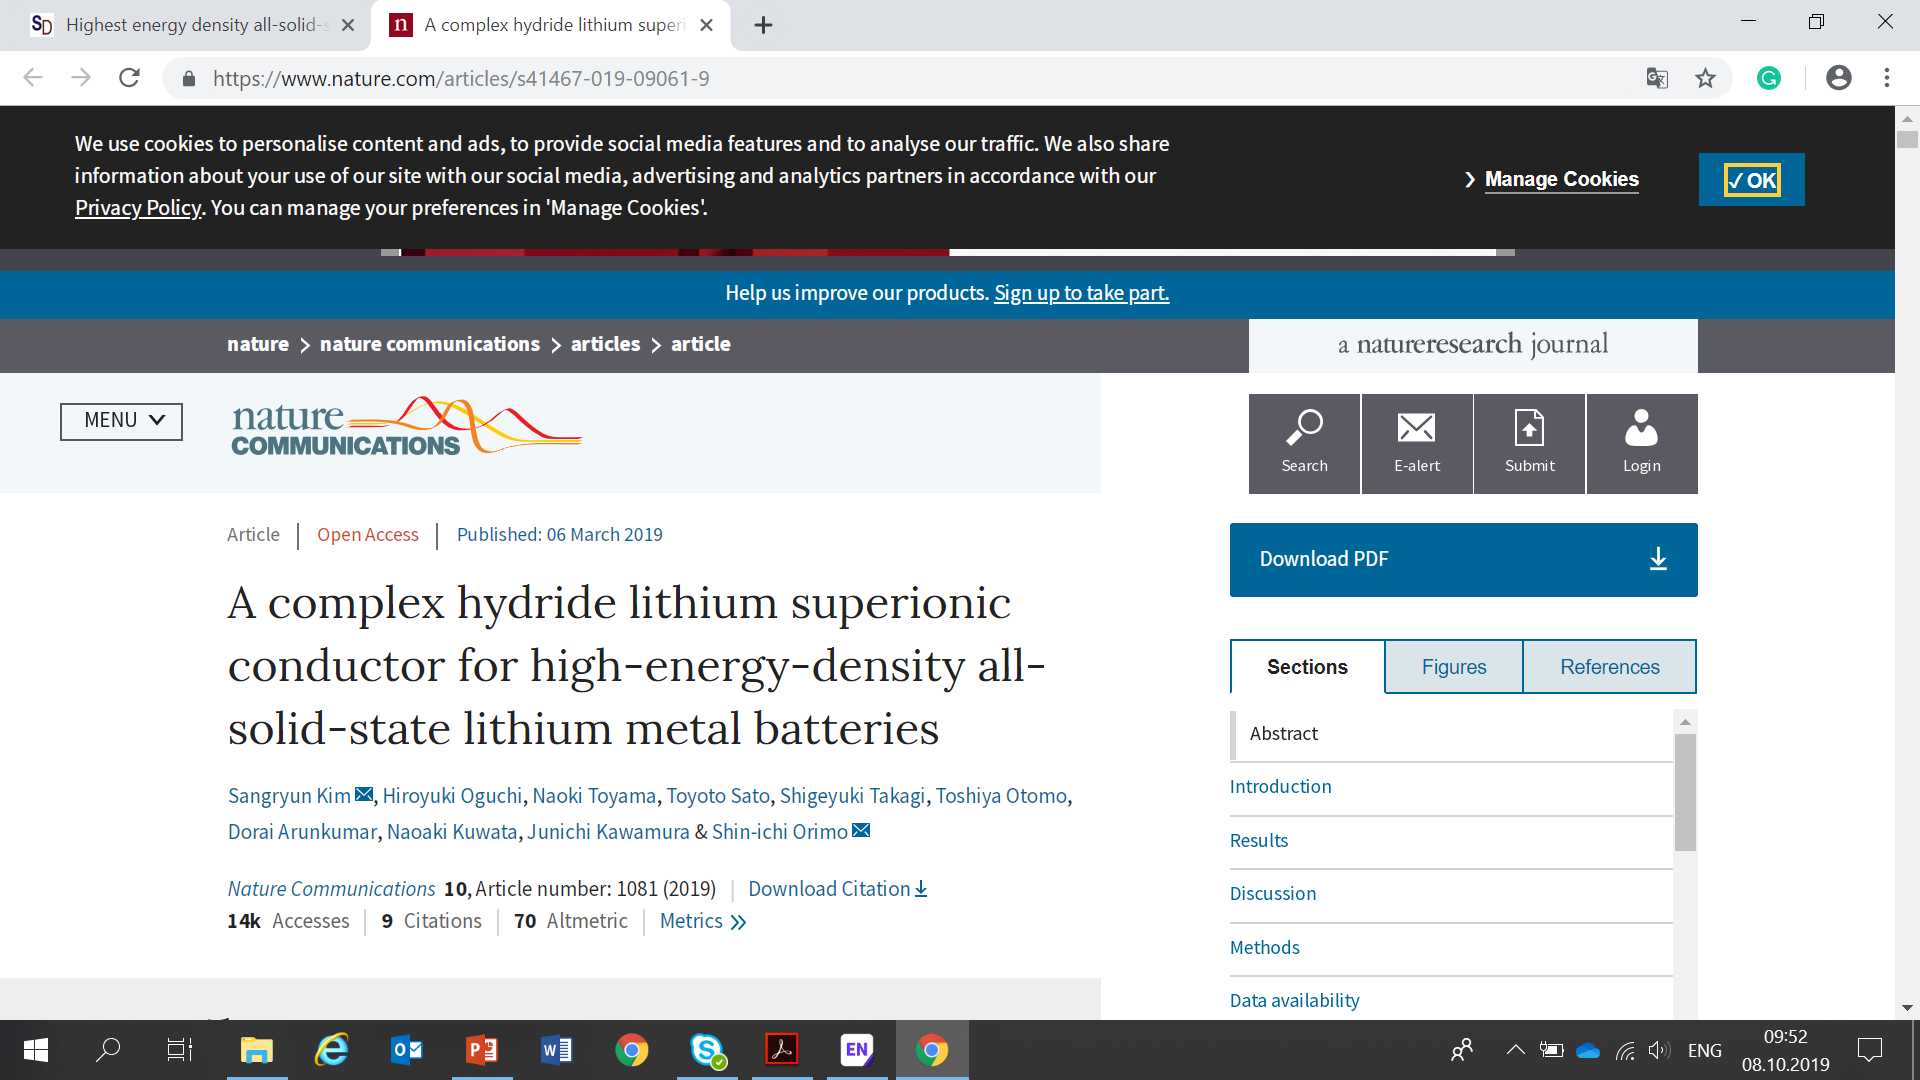 Highest energy density all-solid-s
A complex hydride lithium superi
https://www.nature.com/articles/s41467-019-09061-9
We use cookies to personalise content and ads, to provide social media features and to analyse our traffic. We also share
information about your use of our site with our social media, advertising and analytics partners in accordance with our
Privacy Policy. You can manage your preferences in 'Manage Cookies'.
Manage Cookies
✓ OK
Help us improve our products. Sign up to take part.
nature > nature communications > articles > article
a natureresearch journal
MENU
nature
COMMUNICATIONS
Search
E-alert
Submit
Login
Article | Open Access | Published: 06 March 2019
Download PDF
A complex hydride lithium superionic
conductor for high-energy-density all-
solid-state lithium metal batteries
Sangryun Kim, Hiroyuki Oguchi, Naoki Toyama, Toyoto Sato, Shigeyuki Takagi, Toshiya Otomo,
Dorai Arunkumar, Naoaki Kuwata, Junichi Kawamura & Shin-ichi Orimo
Nature Communications 10, Article number: 1081 (2019) | Download Citation
14k Accesses | 9 Citations | 70 Altmetric | Metrics »
Sections
Figures
References
Abstract
Introduction
Results
Discussion
Methods
Data availability
EN
ENG
09:52
08.10.2019